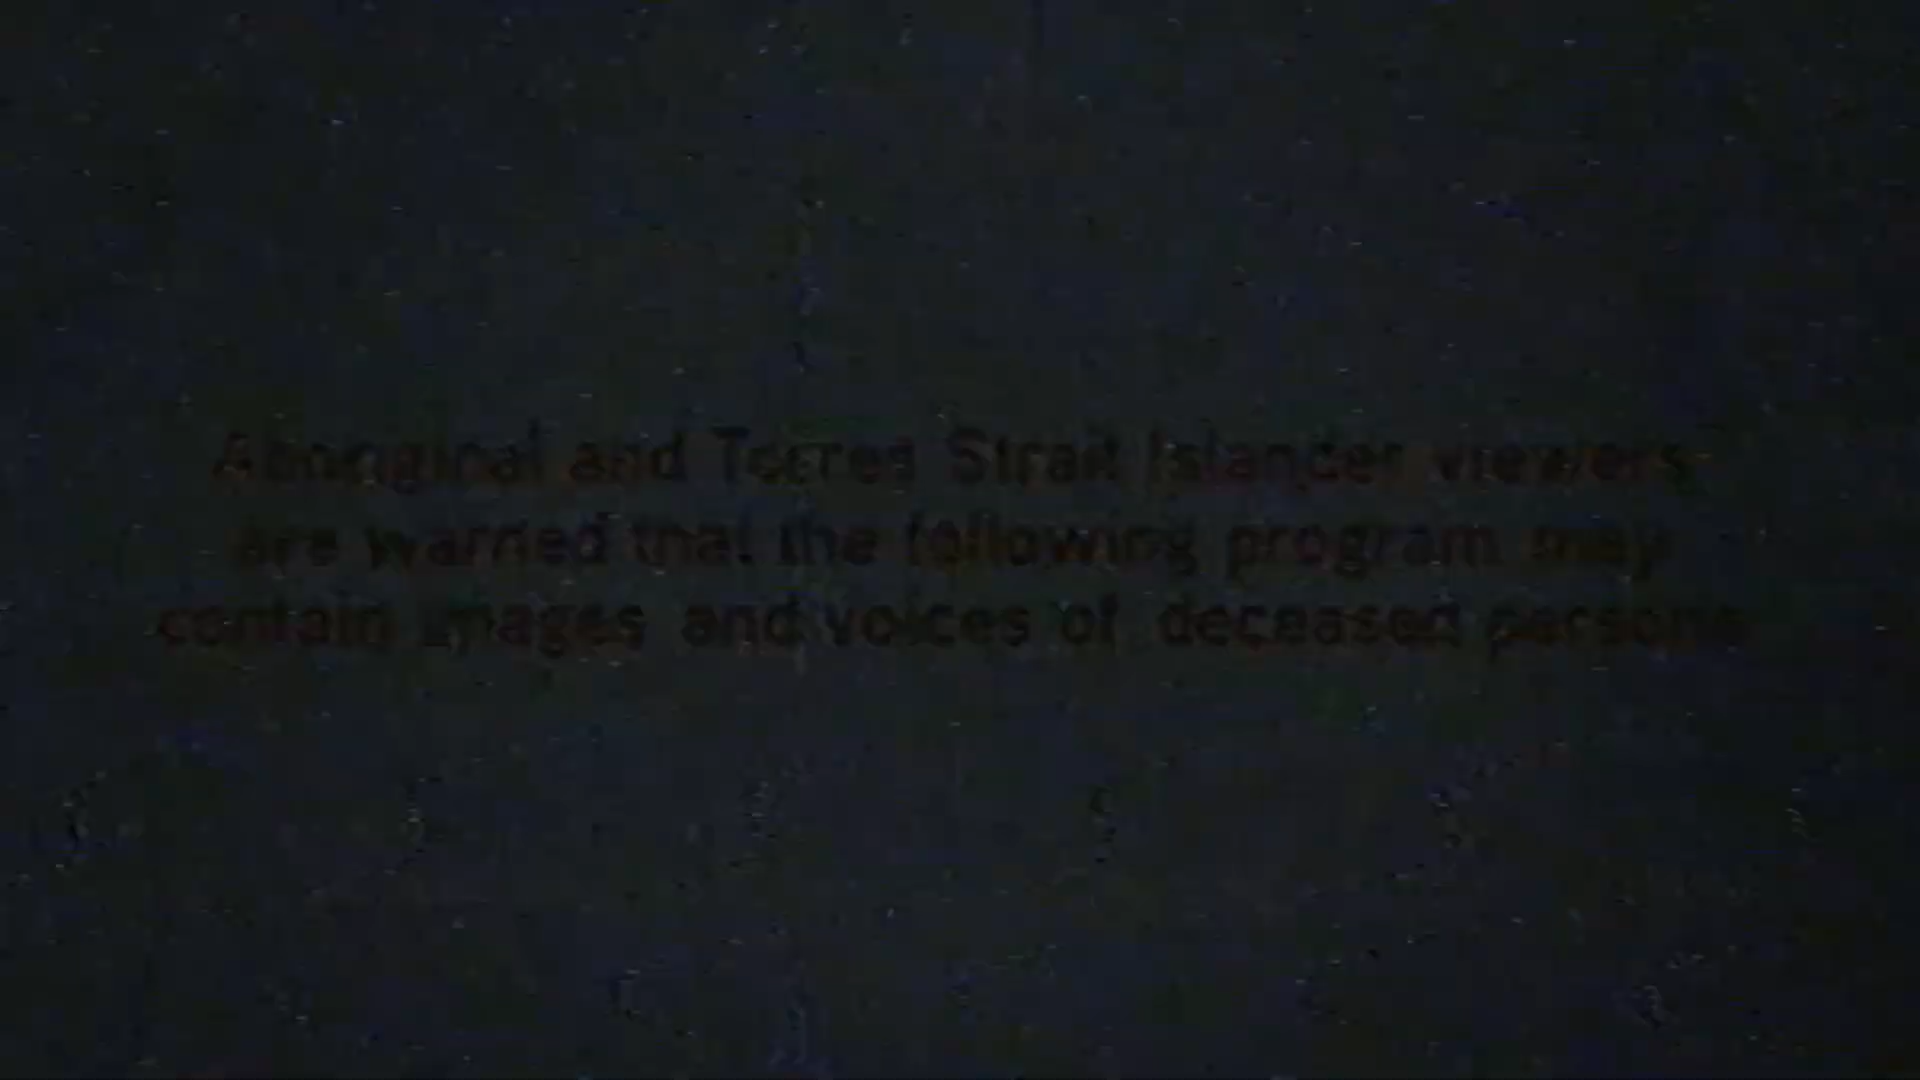 Aboriginal and Torres Strait Islander viewers
are warned that the following program may
contain images and voices of deceased persons